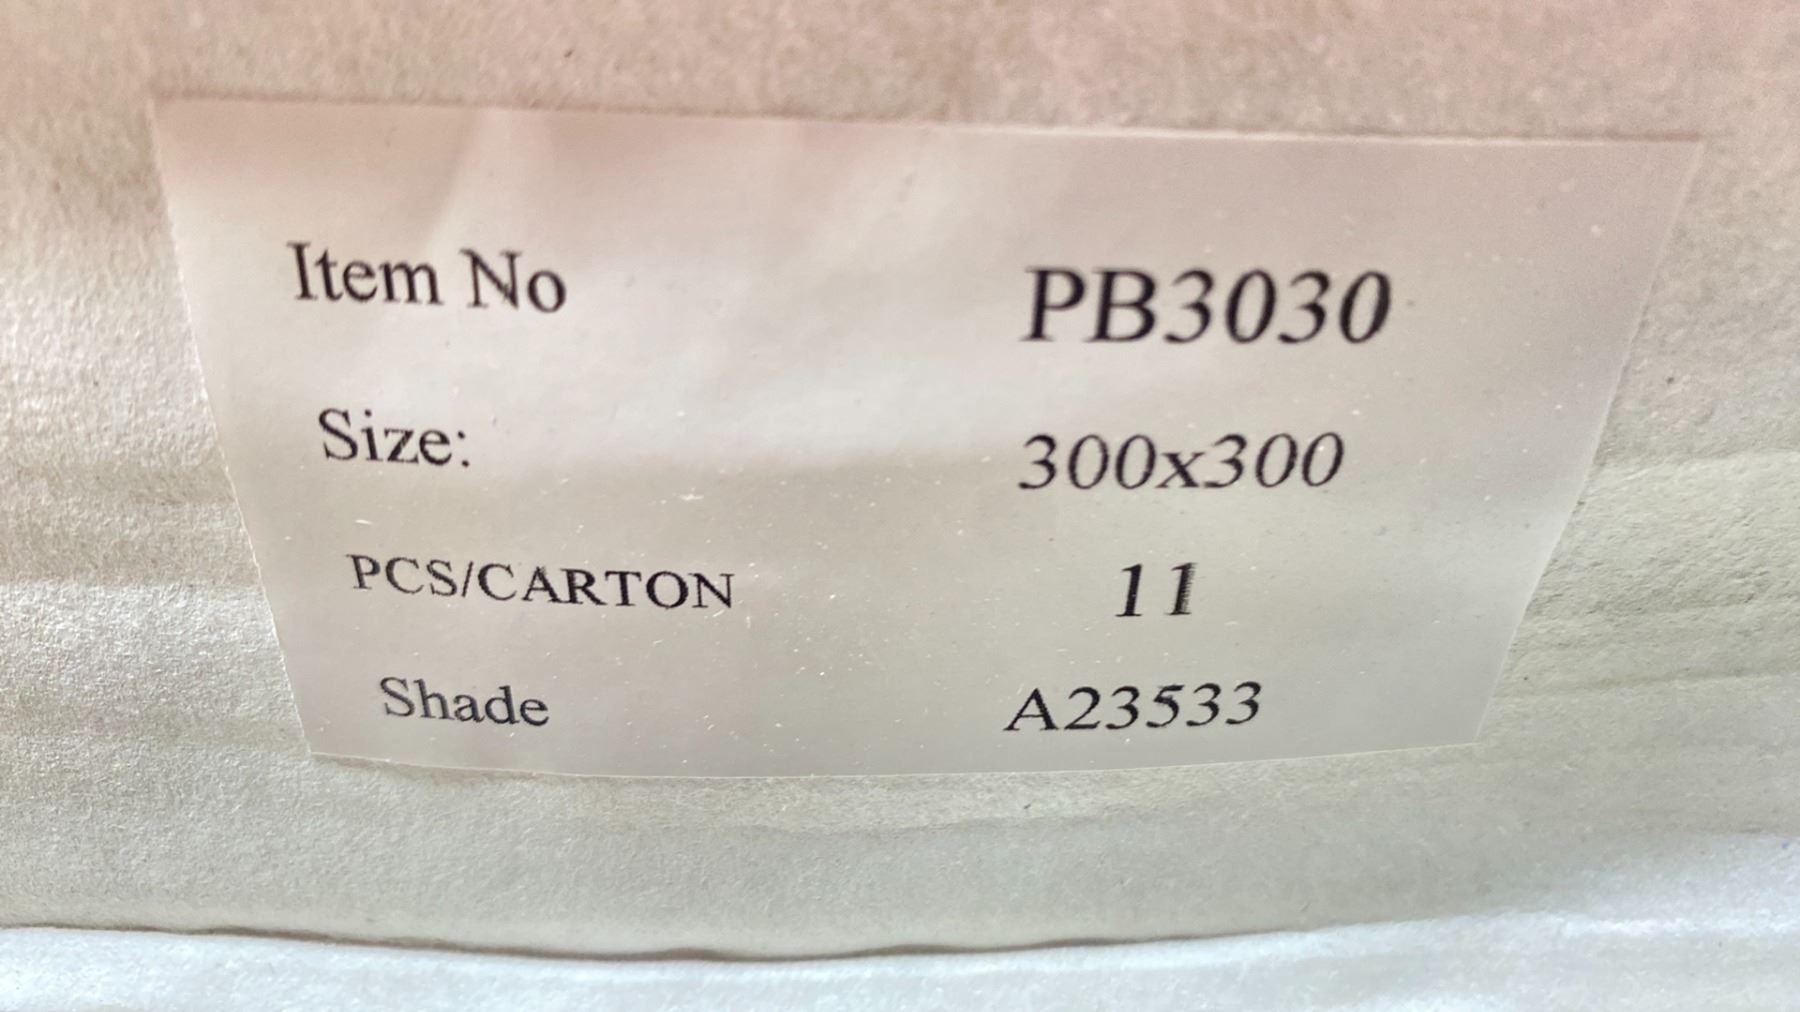 Item No PB3030
Size: 300x300
PCS/CARTON 11
Shade A23533